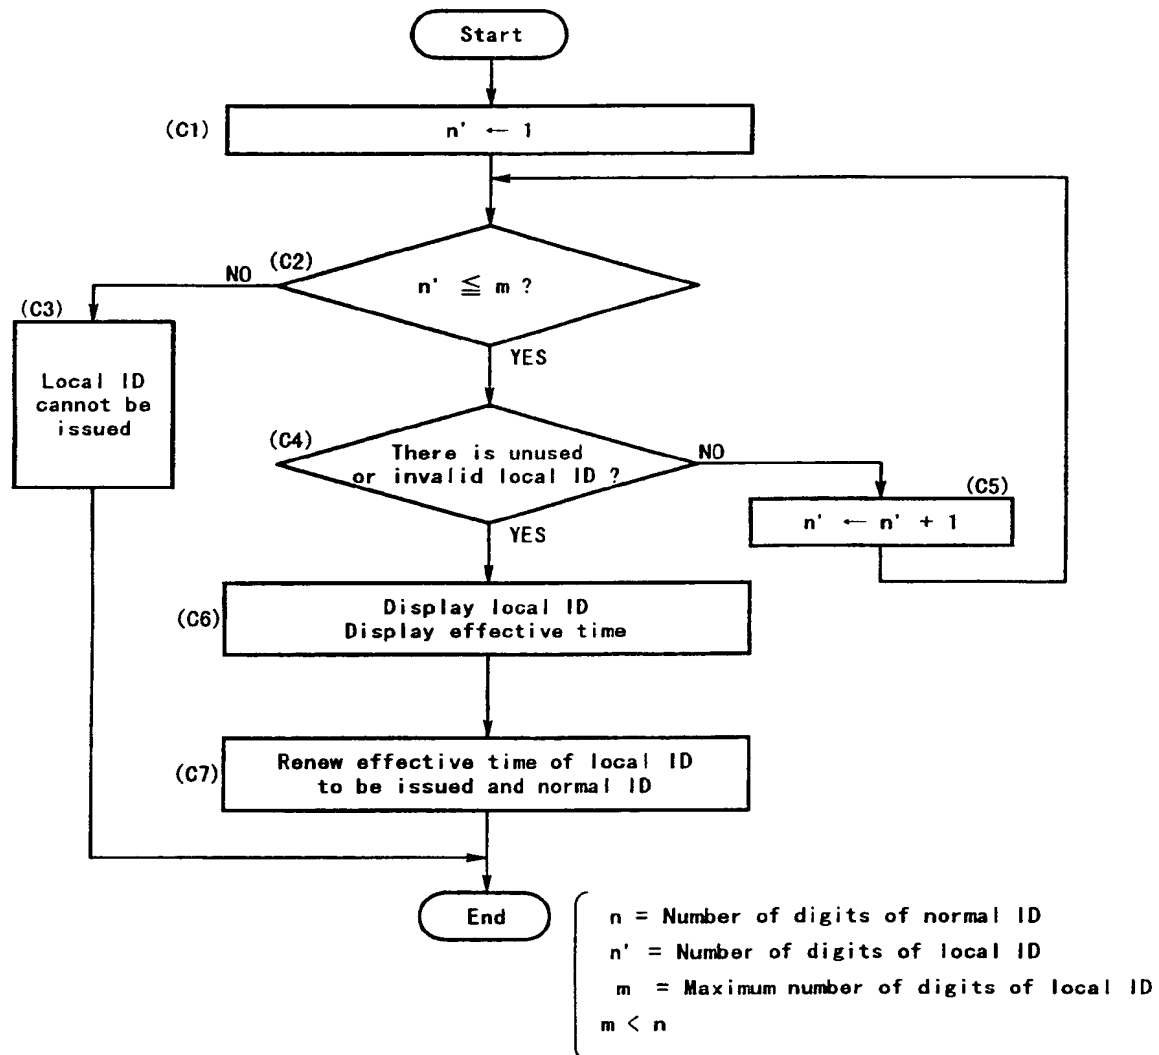 Start
(C1)
n' ← 1
(C2)
NO
n' ≦ m ?
(C3)
YES
Local ID
cannot be
issued
(C4)
There is unused
or invalid local ID ?
NO
(C5)
n' ← n' + 1
YES
(C6)
Display local ID
Display effective time
(C7)
Renew effective time of local ID
to be issued and normal ID
End
n = Number of digits of normal ID
n' = Number of digits of local ID
m = Maximum number of digits of local ID
m < n